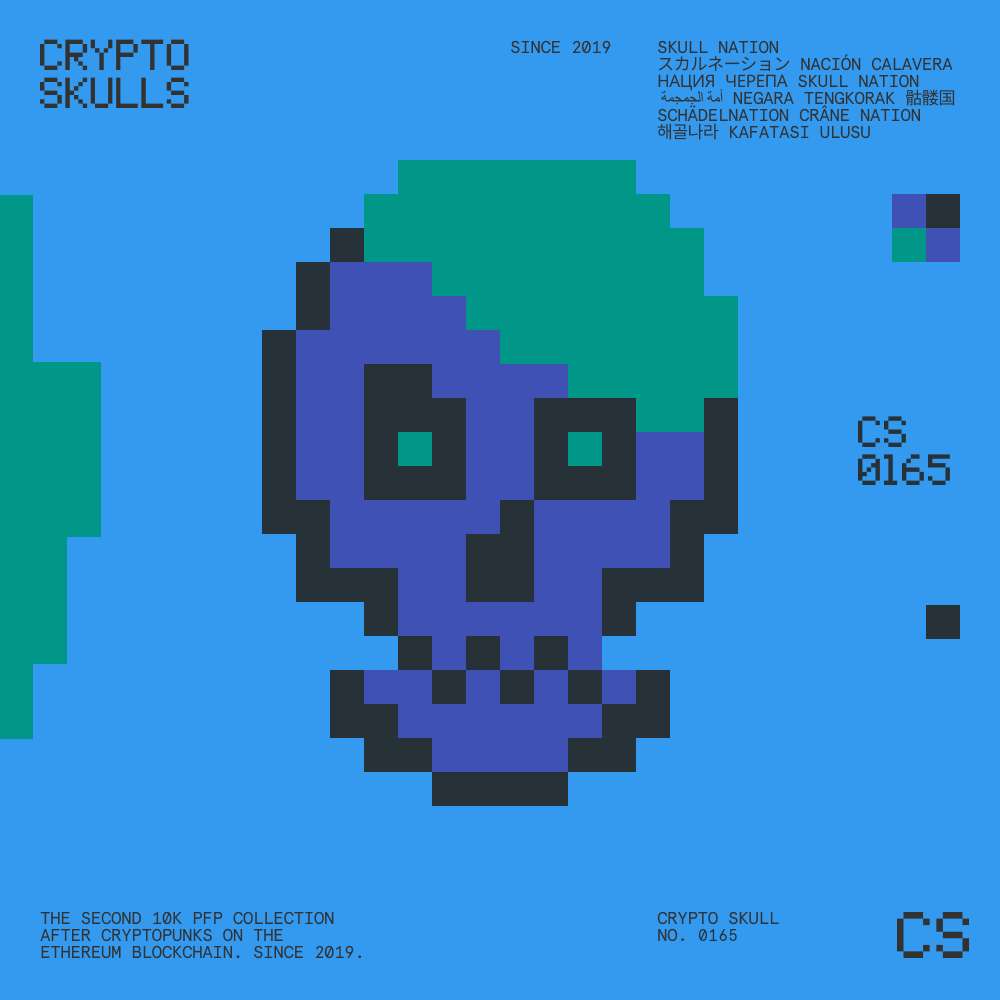 CRYPTO
SKULLS
SINCE 2019
SKULL NATION
スカルネーション NACIÓN CALAVERA
НАЦИЯ ЧЕРЕПА SKULL NATION
أمة الجمجمة NEGARA TENGKORAK 骷髅国
SCHÄDELNATION CRÂNE NATION
해골나라 KAFATASI ULUSU
CS
0165
THE SECOND 10K PFP COLLECTION
AFTER CRYPTOPUNKS ON THE
ETHEREUM BLOCKCHAIN. SINCE 2019.
CRYPTO SKULL
NO. 0165
CS